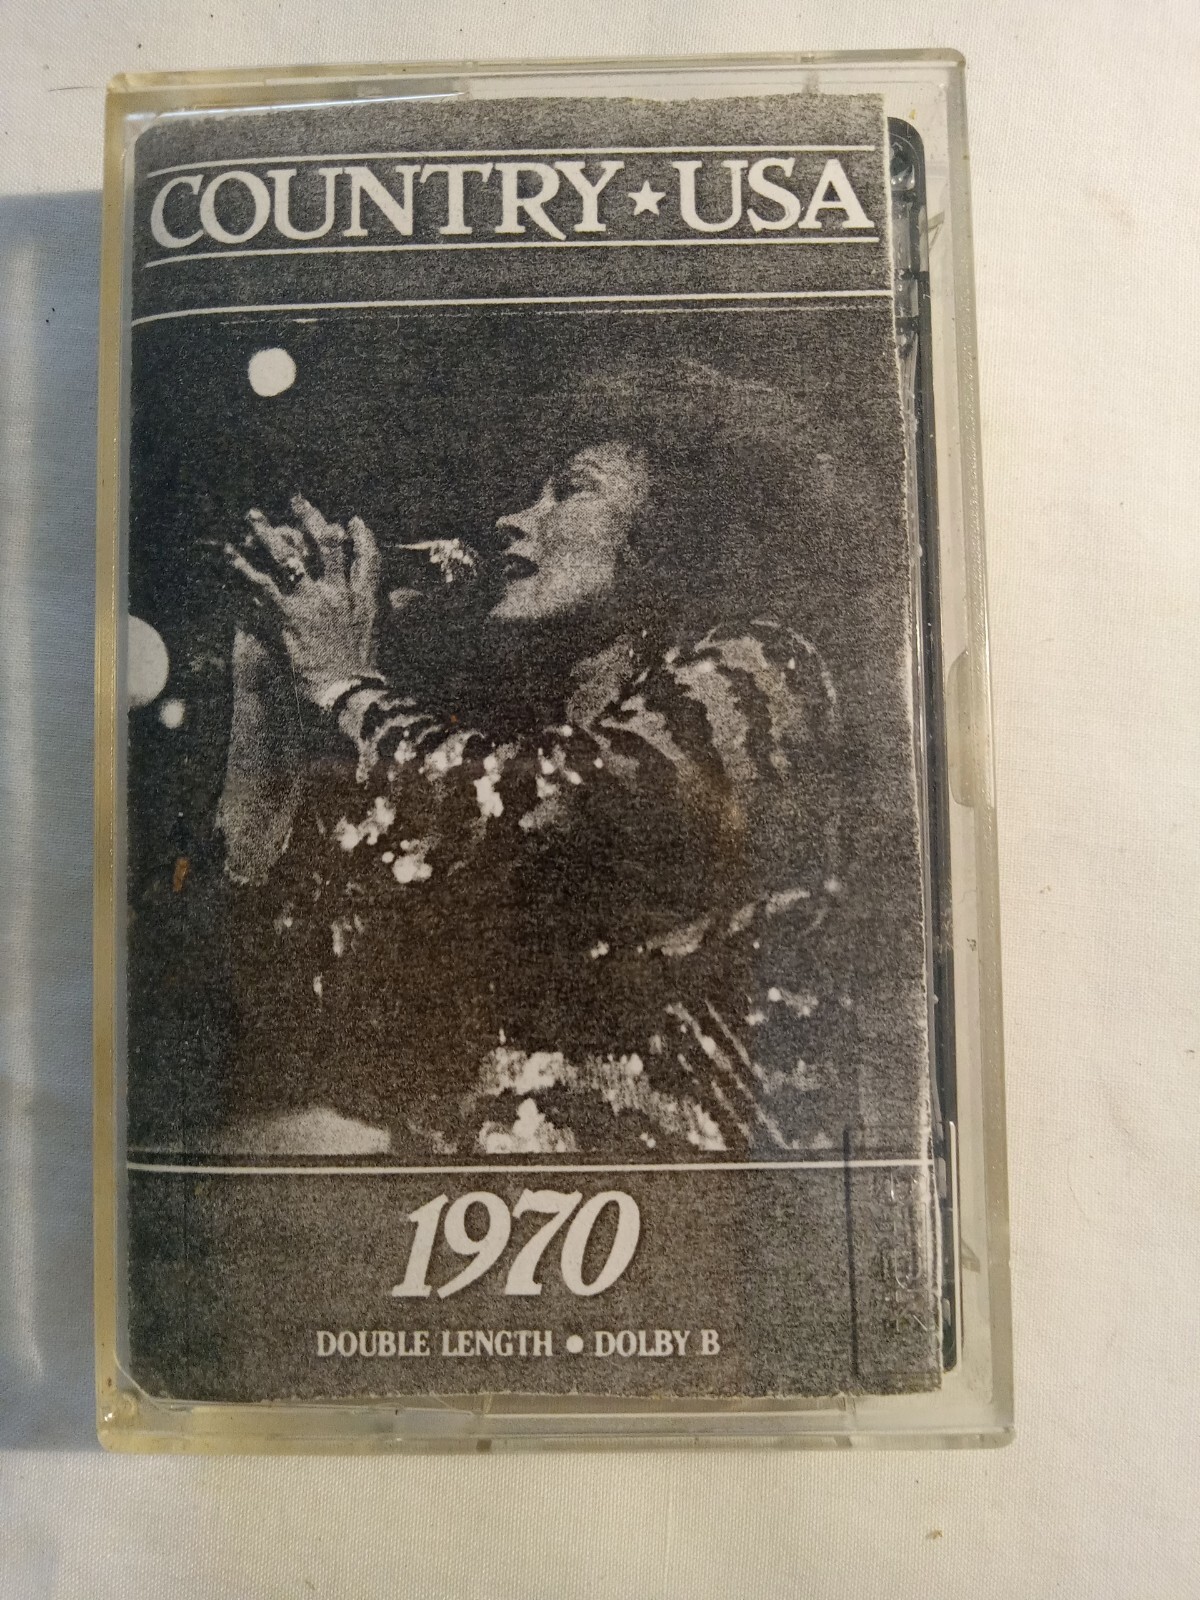 COUNTRY★USA
1970
DOUBLE LENGTH ● DOLBY B